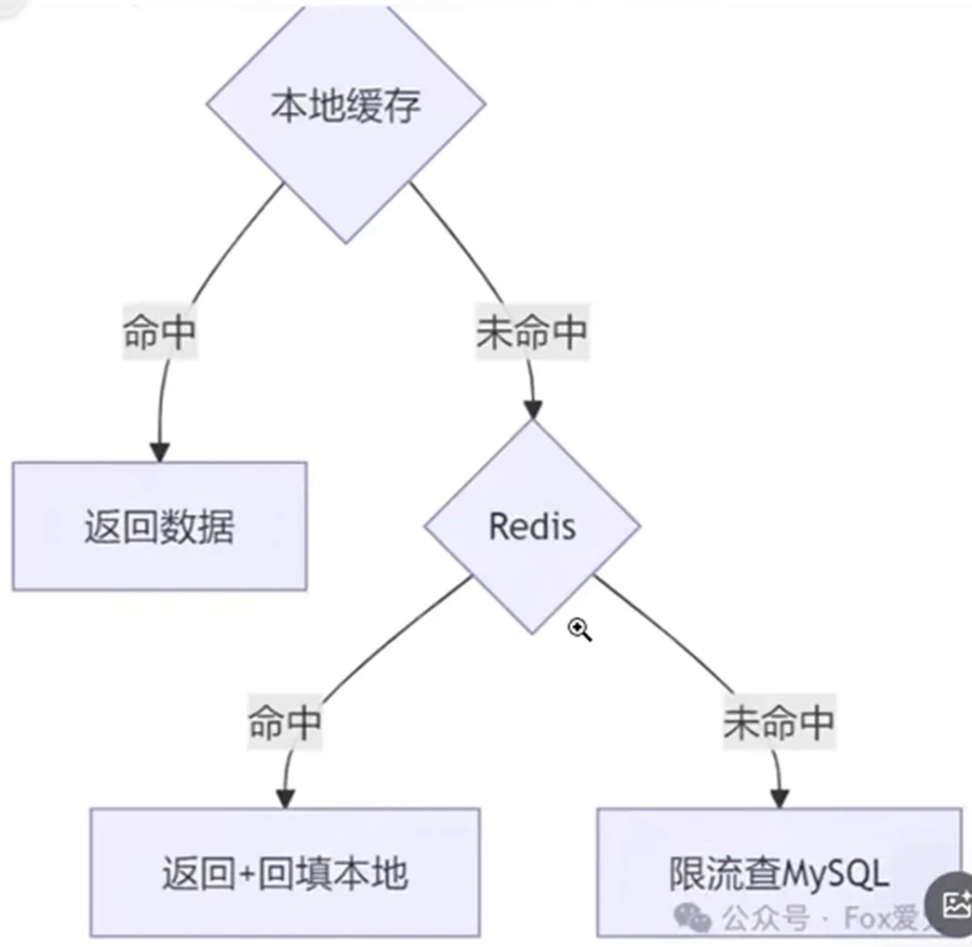 本地缓存
命中
未命中
返回数据
Redis
命中
未命中
返回+回填本地
限流查MySQL
公众号 · Fox爱